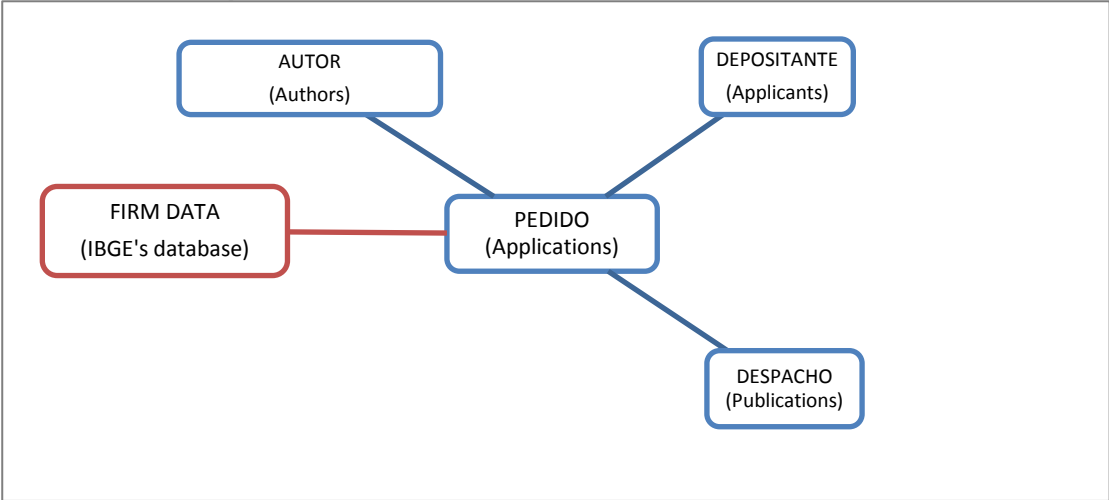 AUTOR
(Authors)
DEPOSITANTE
(Applicants)
FIRM DATA
(IBGE's database)
PEDIDO
(Applications)
DESPACHO
(Publications)